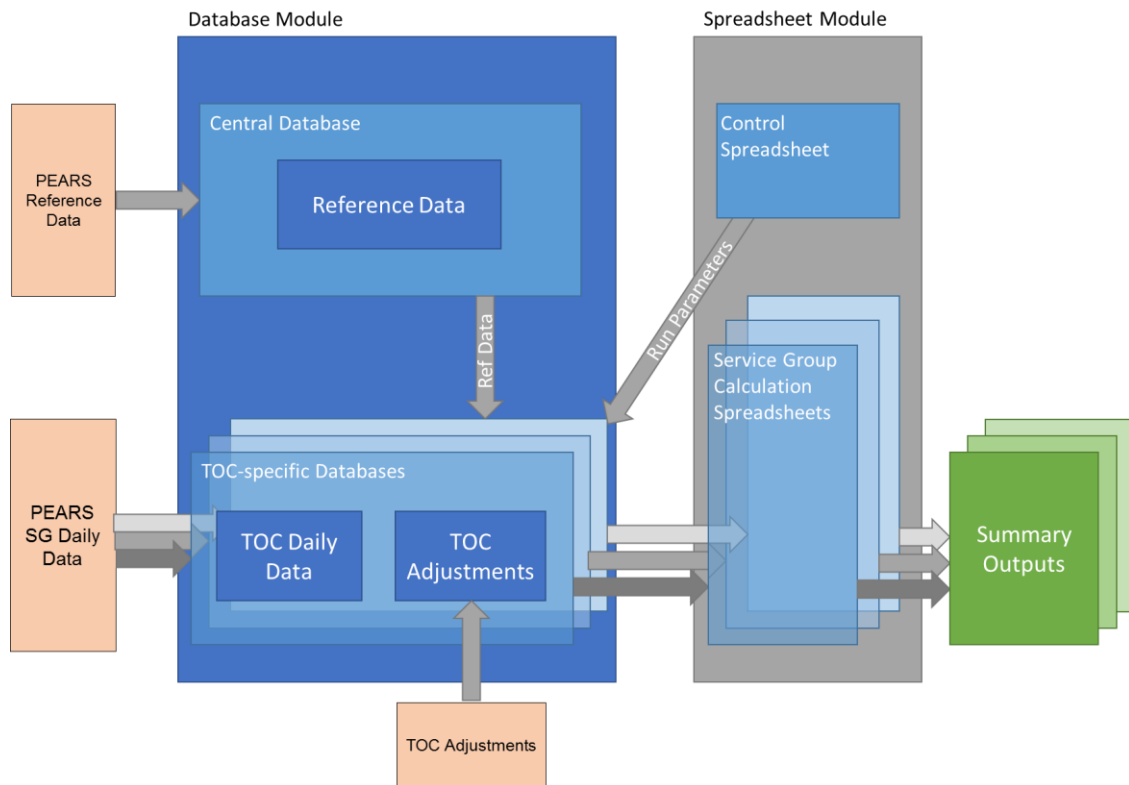 Database Module
Spreadsheet Module
Central Database
Reference Data
PEARS
Reference
Data
Control
Spreadsheet
Ref Data
Run Parameters
Service Group
Calculation
Spreadsheets
TOC-specific Databases
PEARS
SG Daily
Data
TOC Daily
Data
TOC
Adjustments
Summary
Outputs
TOC Adjustments